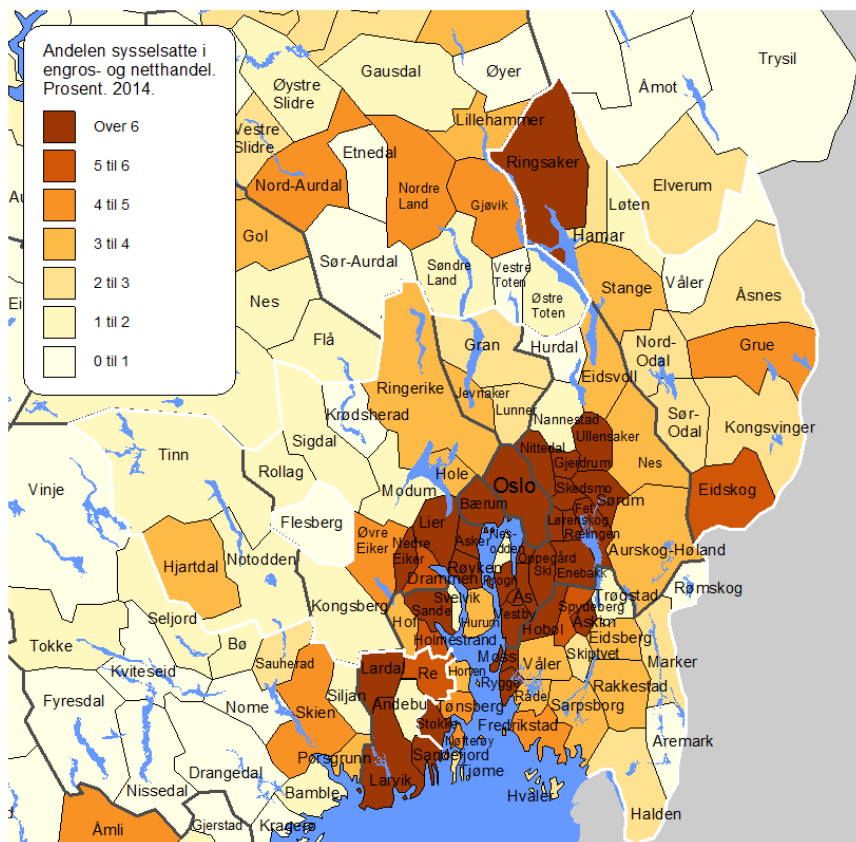 Andelen sysselsatte i
engros- og netthandel.
Prosent. 2014.
Over 6
5 til 6
4 til 5
3 til 4
2 til 3
1 til 2
0 til 1
Gausdal
Øyer
Trysil
Åmot
Øystre
Slidre
Lillehammer
Vestre
Slidre
Etnedal
Ringsaker
Nord-Aurdal
Nordre
Land
Gjøvik
Elverum
Løten
Gol
Hamar
Sør-Aurdal
Søndre
Land
Vestre
Toten
Østre
Toten
Stange
Våler
Åsnes
Nes
Flå
Gran
Hurdal
Nord-
Odal
Grue
Ringerike
Jevnaker
Eidsvoll
Lunner
Krødsherad
Nannestad
Sør-
Odal
Kongsvinger
Sigdal
Ullensaker
Nittedal
Gjerdrum
Nes
Tinn
Rollag
Hole
Oslo
Skedsmo
Eidskog
Vinje
Modum
Bærum
Sørum
Fet
Flesberg
Lier
Lørenskog
Rælingen
Øvre
Eiker
Nedre
Eiker
Asker
Nes-
odden
Oppegård
Ski
Enebakk
Aurskog-Høland
Hjartdal
Notodden
Røyken
Drammen
Frogn
Rømskog
Trøgstad
Kongsberg
Svelvik
Sande
Ås
Spydeberg
Askim
Seljord
Hof
Hurum
Vestby
Hobøl
Eidsberg
Tokke
Bø
Holmestrand
Skiptvet
Kviteseid
Sauherad
Lardal
Re
Horten
Moss
Våler
Marker
Fyresdal
Nome
Siljan
Andebu
Rygge
Rakkestad
Skien
Tønsberg
Råde
Sarpsborg
Stokke
Fredrikstad
Aremark
Porsgrunn
Nøtterøy
Sandefjord
Drangedal
Larvik
Tjøme
Nissedal
Bamble
Hvaler
Halden
Åmli
Gjerstad
Kragerø